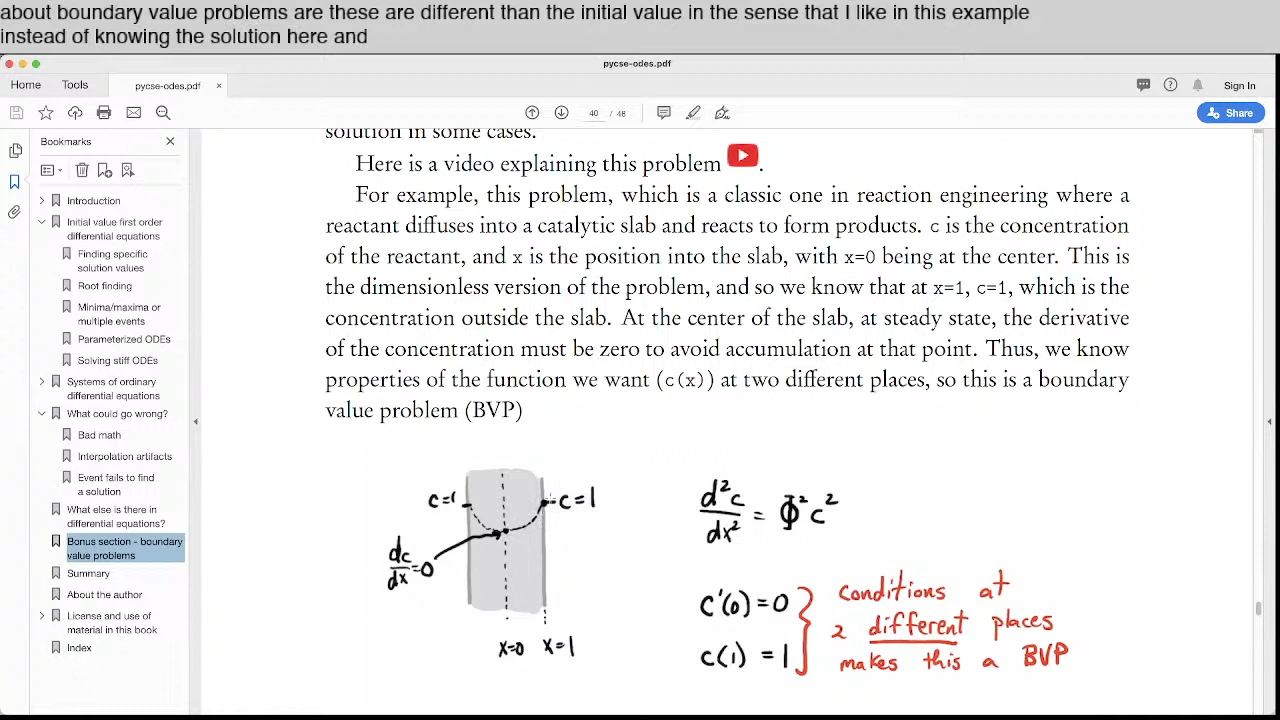 about boundary value problems are these are different than the initial value in the sense that I like in this example
instead of knowing the solution here and
pycse-odes.pdf
Home
Tools
pycse-odes.pdf ×
Sign In
40 / 48
Share
Bookmarks
Introduction
Initial value first order
differential equations
Finding specific
solution values
Root finding
Minima/maxima or
multiple events
Parameterized ODEs
Solving stiff ODEs
Systems of ordinary
differential equations
What could go wrong?
Bad math
Interpolation artifacts
Event fails to find
a solution
What else is there in
differential equations?
Bonus section - boundary
value problems
Summary
About the author
License and use of
material in this book
Index
solution in some cases.
Here is a video explaining this problem .
For example, this problem, which is a classic one in reaction engineering where a
reactant diffuses into a catalytic slab and reacts to form products. c is the concentration
of the reactant, and x is the position into the slab, with x=0 being at the center. This is
the dimensionless version of the problem, and so we know that at x=1, c=1, which is the
concentration outside the slab. At the center of the slab, at steady state, the derivative
of the concentration must be zero to avoid accumulation at that point. Thus, we know
properties of the function we want (c(x)) at two different places, so this is a boundary
value problem (BVP)
c=1
c=1
dc/dx=0
x=0 x=1
d²c/dx² = Φ²c²
c'(0) = 0
c(1) = 1
conditions at
2 different places
makes this a BVP